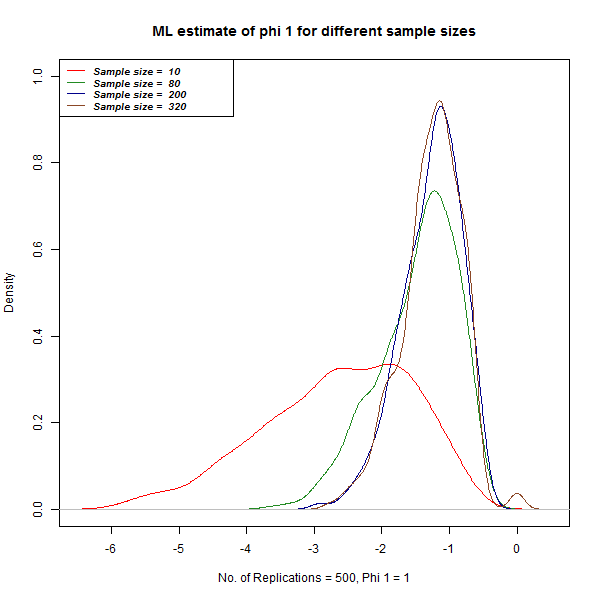 ML estimate of phi 1 for different sample sizes
Sample size =  10
Sample size =  80
Sample size =  200
Sample size =  320
1.0
0.8
0.6
0.4
0.2
0.0
Density
-6 -5 -4 -3 -2 -1 0
No. of Replications = 500, Phi 1 = 1